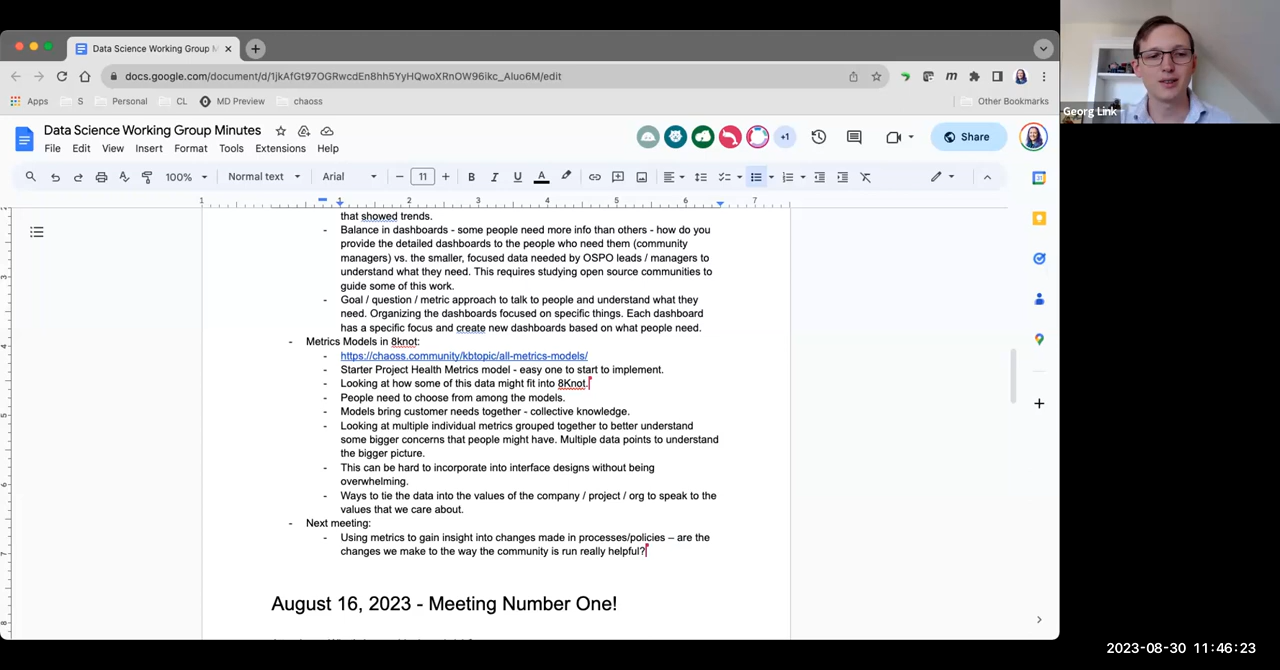 Data Science Working Group M
docs.google.com/document/d/1jkAfGt97OGRwcdEn8hh5YyHQwoXRnOW96ikc_Aluo6M/edit
Apps
S
Personal
CL
MD Preview
chaoss
Other Bookmarks
Georg Link
Data Science Working Group Minutes
File Edit View Insert Format Tools Extensions Help
+1
Share
100%
Normal text
Arial
11
B I U A
1 1 2 3 4 5 6 7
that showed trends.
- Balance in dashboards - some people need more info than others - how do you
provide the detailed dashboards to the people who need them (community
managers) vs. the smaller, focused data needed by OSPO leads / managers to
understand what they need. This requires studying open source communities to
guide some of this work.
- Goal / question / metric approach to talk to people and understand what they
need. Organizing the dashboards focused on specific things. Each dashboard
has a specific focus and create new dashboards based on what people need.
- Metrics Models in 8knot:
- https://chaoss.community/kbtopic/all-metrics-models/
- Starter Project Health Metrics model - easy one to start to implement.
- Looking at how some of this data might fit into 8Knot.
- People need to choose from among the models.
- Models bring customer needs together - collective knowledge.
- Looking at multiple individual metrics grouped together to better understand
some bigger concerns that people might have. Multiple data points to understand
the bigger picture.
- This can be hard to incorporate into interface designs without being
overwhelming.
- Ways to tie the data into the values of the company / project / org to speak to the
values that we care about.
- Next meeting:
- Using metrics to gain insight into changes made in processes/policies – are the
changes we make to the way the community is run really helpful?
August 16, 2023 - Meeting Number One!
2023-08-30 11:46:23